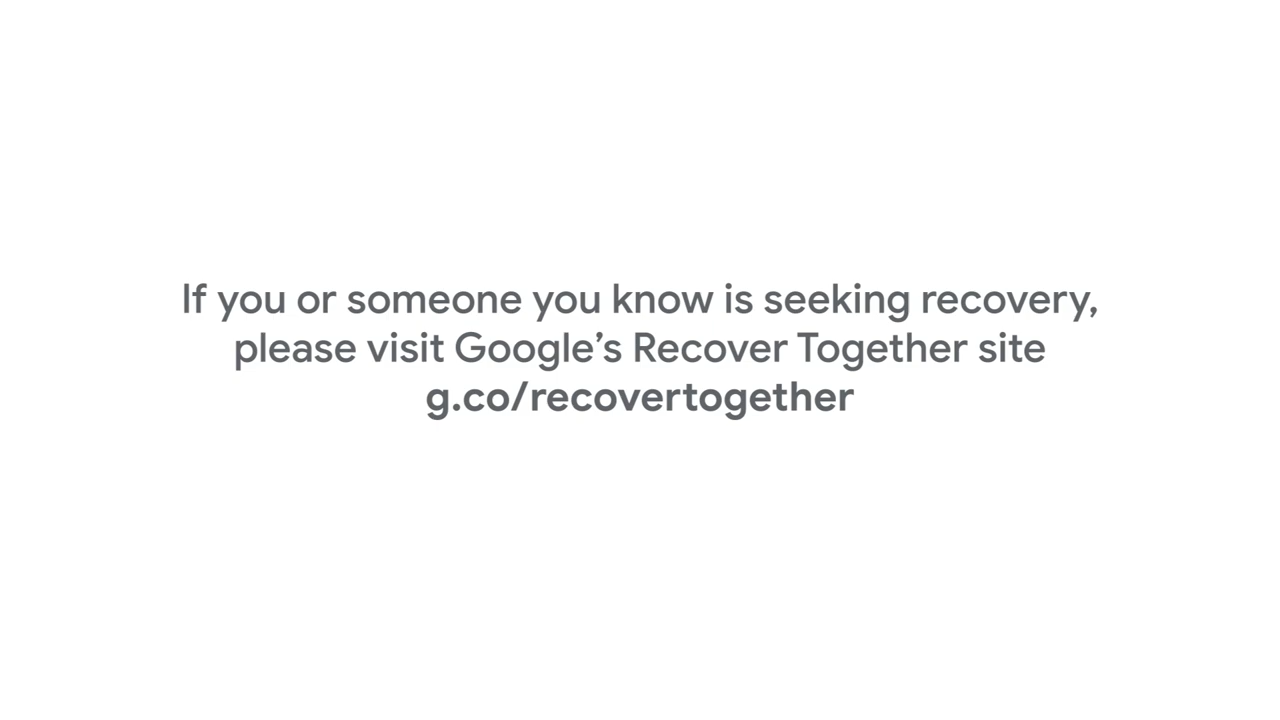 If you or someone you know is seeking recovery,
please visit Google’s Recover Together site
g.co/recovertogether